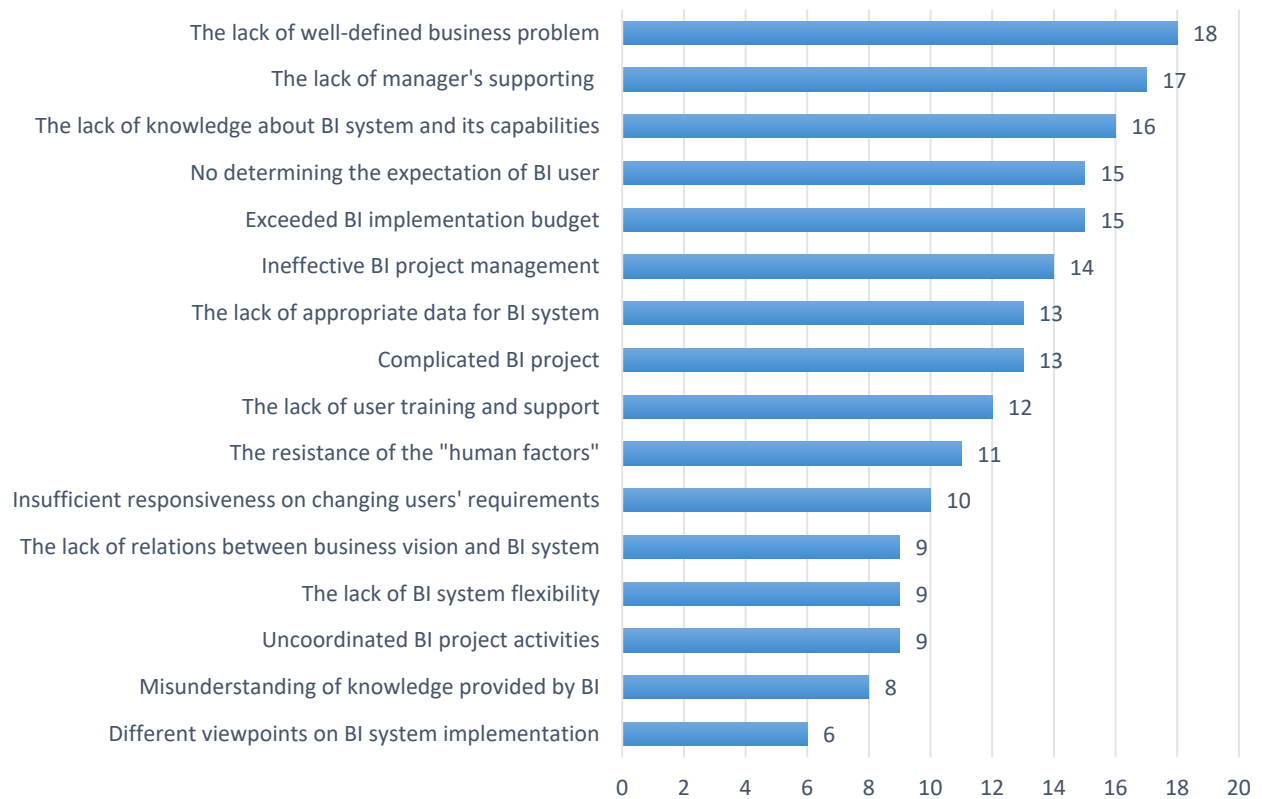 The lack of well-defined business problem 18
The lack of manager's supporting 17
The lack of knowledge about BI system and its capabilities 16
No determining the expectation of BI user 15
Exceeded BI implementation budget 15
Ineffective BI project management 14
The lack of appropriate data for BI system 13
Complicated BI project 13
The lack of user training and support 12
The resistance of the "human factors" 11
Insufficient responsiveness on changing users' requirements 10
The lack of relations between business vision and BI system 9
The lack of BI system flexibility 9
Uncoordinated BI project activities 9
Misunderstanding of knowledge provided by BI 8
Different viewpoints on BI system implementation 6
0 2 4 6 8 10 12 14 16 18 20